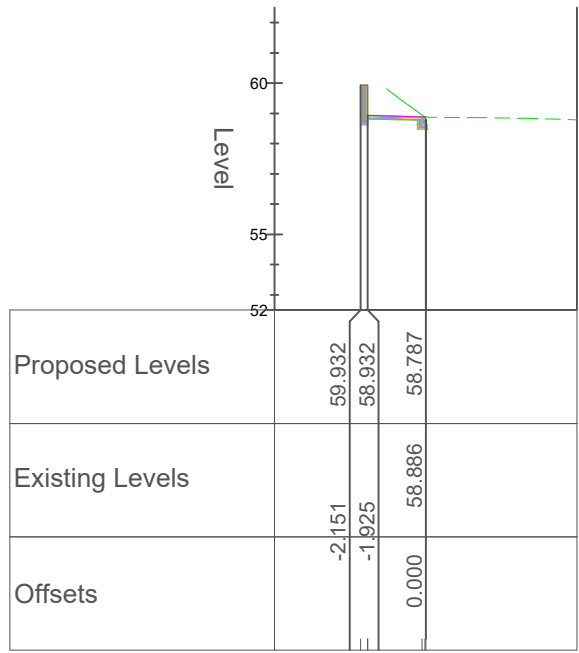 60
Level
55
52
Proposed Levels 59.932 58.932 58.787
Existing Levels 58.886
Offsets -2.151 -1.925 0.000